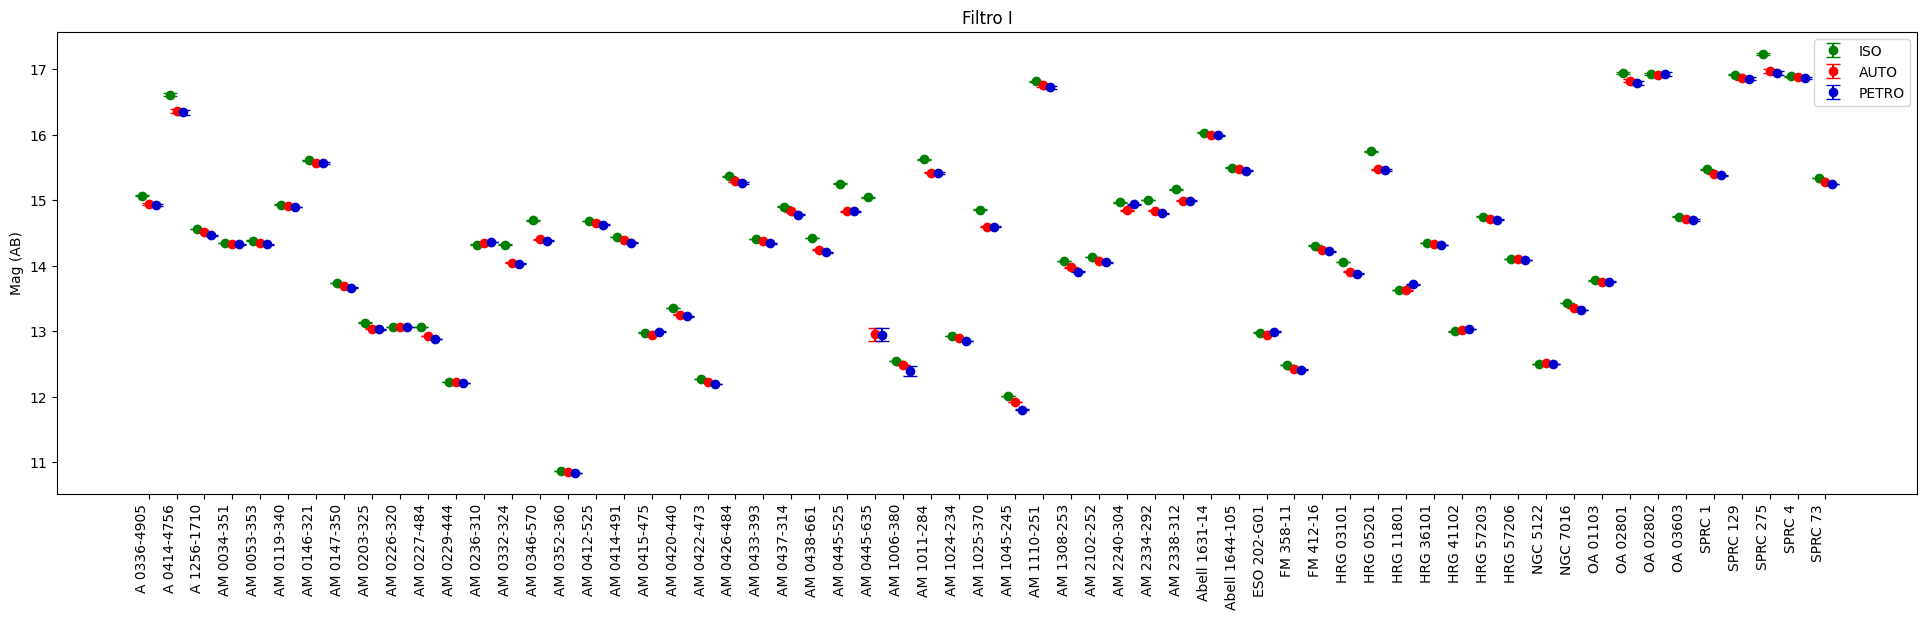 Filtro I
Mag (AB)
17
16
15
14
13
12
11
ISO
AUTO
PETRO
A 0336-4905
A 0414-4756
A 1256-1710
AM 0034-351
AM 0053-353
AM 0119-340
AM 0146-321
AM 0147-350
AM 0203-325
AM 0226-320
AM 0227-484
AM 0229-444
AM 0236-310
AM 0332-324
AM 0346-570
AM 0352-360
AM 0412-525
AM 0414-491
AM 0415-475
AM 0420-440
AM 0422-473
AM 0426-484
AM 0433-393
AM 0437-314
AM 0438-661
AM 0445-525
AM 0445-635
AM 1006-380
AM 1011-284
AM 1024-234
AM 1025-370
AM 1045-245
AM 1110-251
AM 1308-253
AM 2102-252
AM 2240-304
AM 2334-292
AM 2338-312
Abell 1631-14
Abell 1644-105
ESO 202-G01
FM 358-11
FM 412-16
HRG 03101
HRG 05201
HRG 11801
HRG 36101
HRG 41102
HRG 57203
HRG 57206
NGC 5122
NGC 7016
OA 01103
OA 02801
OA 02802
OA 03603
SPRC 1
SPRC 129
SPRC 275
SPRC 4
SPRC 73